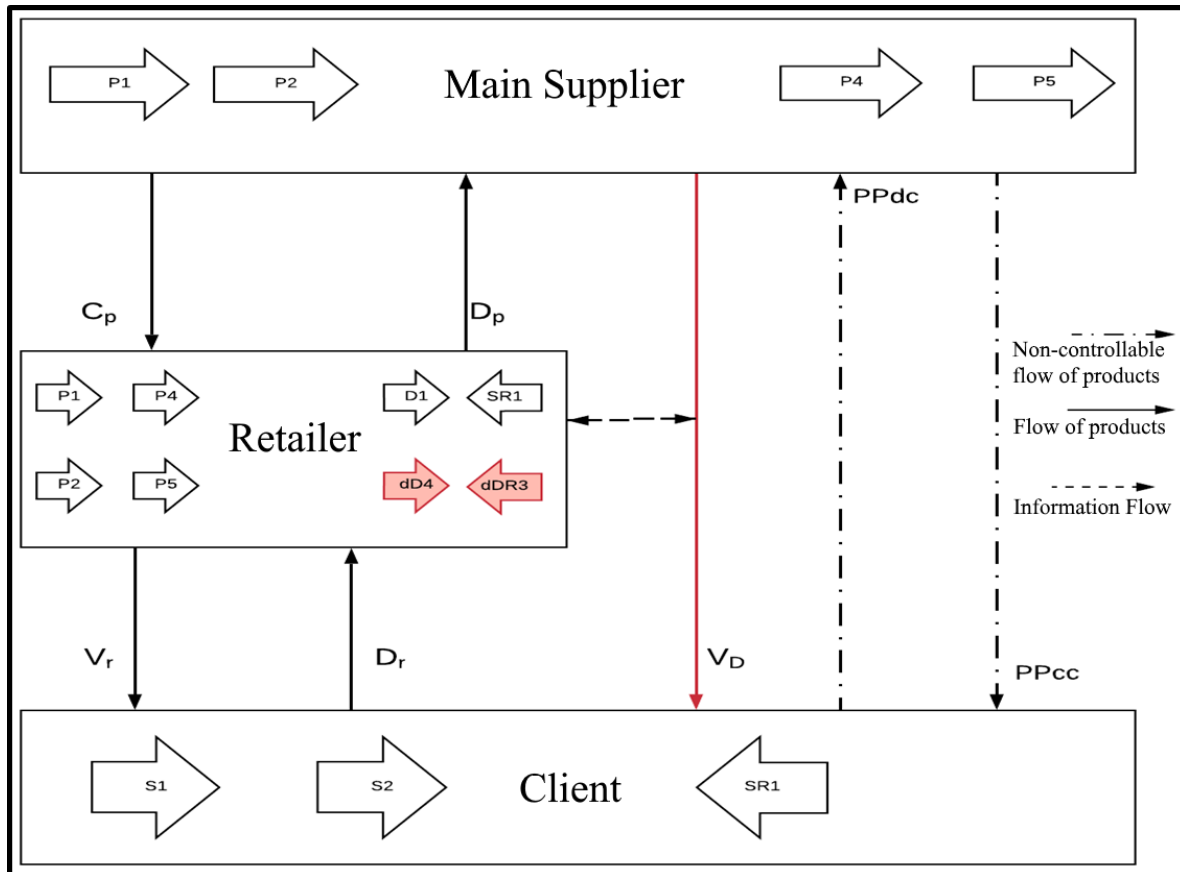 P1
P2
Main Supplier
P4
P5
PPdc
Cp
Dp
Non-controllable
flow of products
Flow of products
Information Flow
P1
P4
D1
SR1
Retailer
P2
P5
dD4
dDR3
Vr
Dr
VD
PPcc
S1
S2
Client
SR1